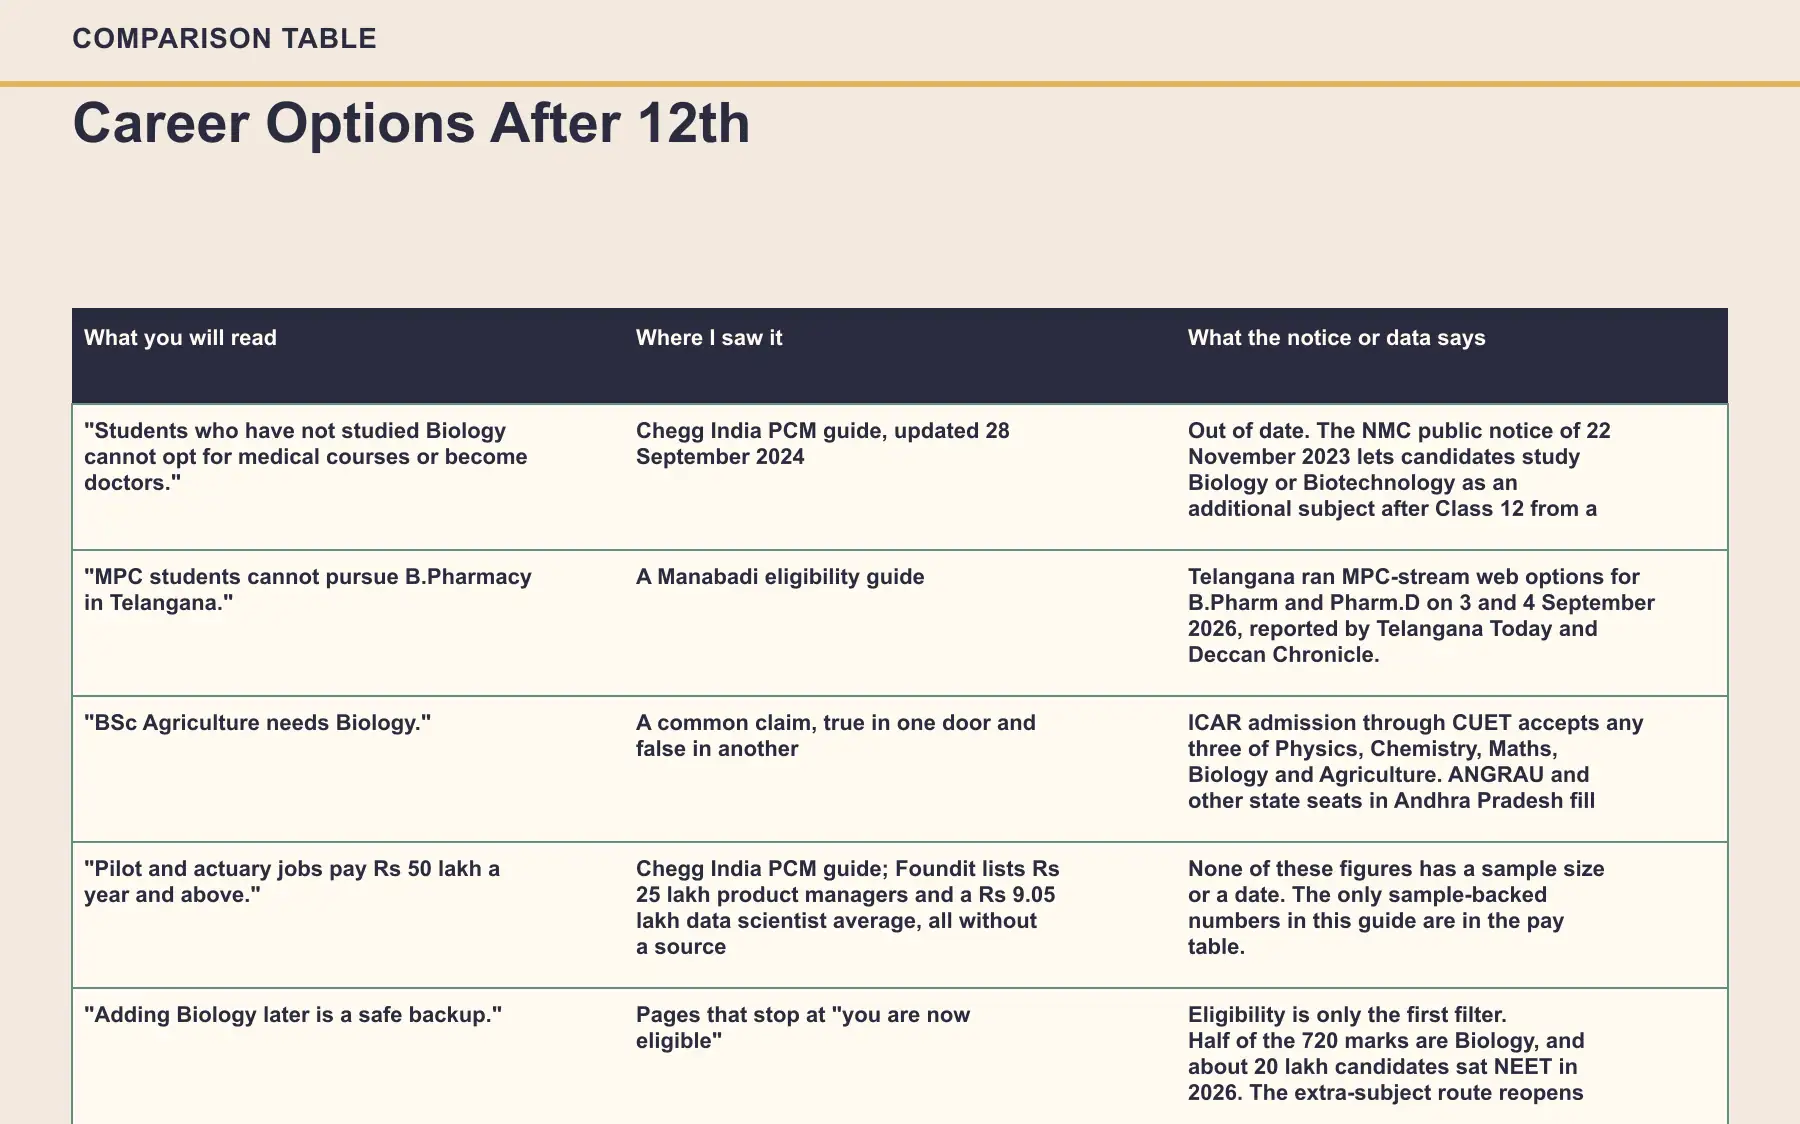 COMPARISON TABLE
Career Options After 12th
What you will read
Where I saw it
What the notice or data says
"Students who have not studied Biology
cannot opt for medical courses or become
doctors."
Chegg India PCM guide, updated 28
September 2024
Out of date. The NMC public notice of 22
November 2023 lets candidates study
Biology or Biotechnology as an
additional subject after Class 12 from a
"MPC students cannot pursue B.Pharmacy
in Telangana."
A Manabadi eligibility guide
Telangana ran MPC-stream web options for
B.Pharm and Pharm.D on 3 and 4 September
2026, reported by Telangana Today and
Deccan Chronicle.
"BSc Agriculture needs Biology."
A common claim, true in one door and
false in another
ICAR admission through CUET accepts any
three of Physics, Chemistry, Maths,
Biology and Agriculture. ANGRAU and
other state seats in Andhra Pradesh fill
"Pilot and actuary jobs pay Rs 50 lakh a
year and above."
Chegg India PCM guide; Foundit lists Rs
25 lakh product managers and a Rs 9.05
lakh data scientist average, all without
a source
None of these figures has a sample size
or a date. The only sample-backed
numbers in this guide are in the pay
table.
"Adding Biology later is a safe backup."
Pages that stop at "you are now
eligible"
Eligibility is only the first filter.
Half of the 720 marks are Biology, and
about 20 lakh candidates sat NEET in
2026. The extra-subject route reopens